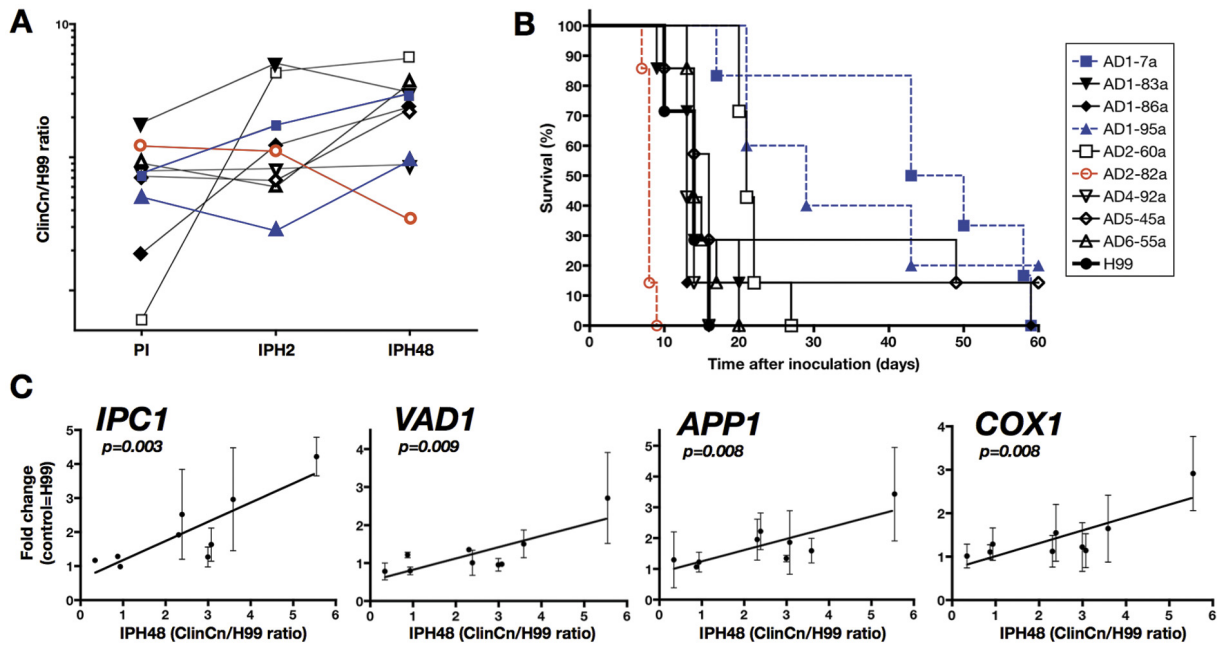 A
ClinCn/H99 ratio
10
PI
IPH2
IPH48
B
Survival (%)
100
90
80
70
60
50
40
30
20
10
0
0
10
20
30
40
50
60
Time after inoculation (days)
AD1-7a
AD1-83a
AD1-86a
AD1-95a
AD2-60a
AD2-82a
AD4-92a
AD5-45a
AD6-55a
H99
C
IPC1
p=0.003
Fold change
(control=H99)
5
4
3
2
1
0
0
1
2
3
4
5
6
IPH48 (ClinCn/H99 ratio)
VAD1
p=0.009
4
3
2
1
0
0
1
2
3
4
5
6
IPH48 (ClinCn/H99 ratio)
APP1
p=0.008
5
4
3
2
1
0
0
1
2
3
4
5
6
IPH48 (ClinCn/H99 ratio)
COX1
p=0.008
4
3
2
1
0
0
1
2
3
4
5
6
IPH48 (ClinCn/H99 ratio)